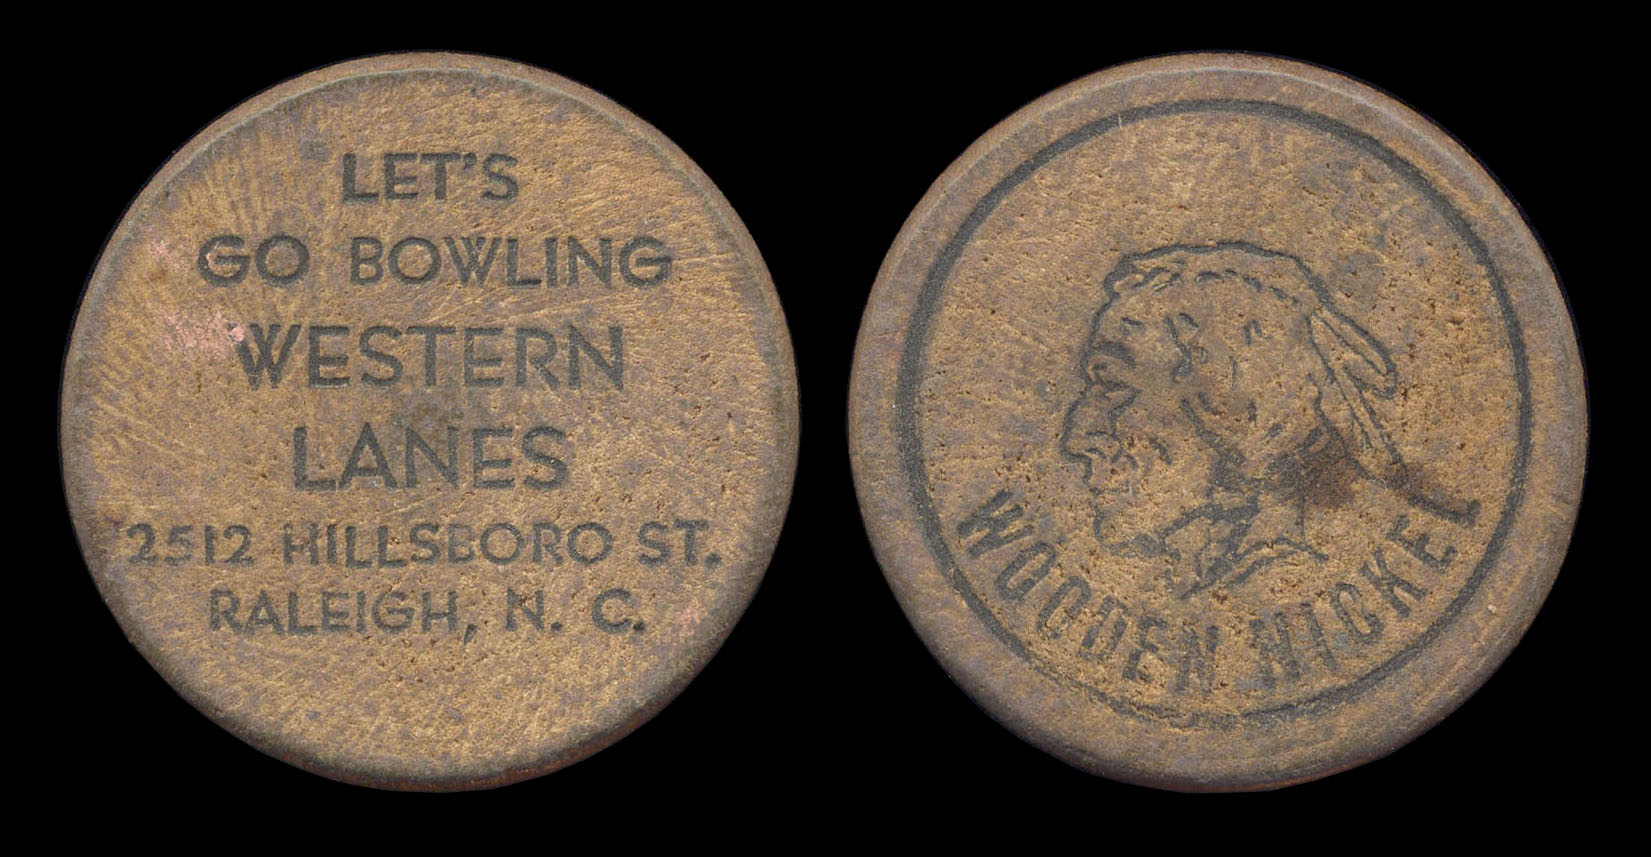 LET'S
GO BOWLING
WESTERN
LANES
2512 HILLSBORO ST.
RALEIGH, N. C.
WOODEN NICKEL